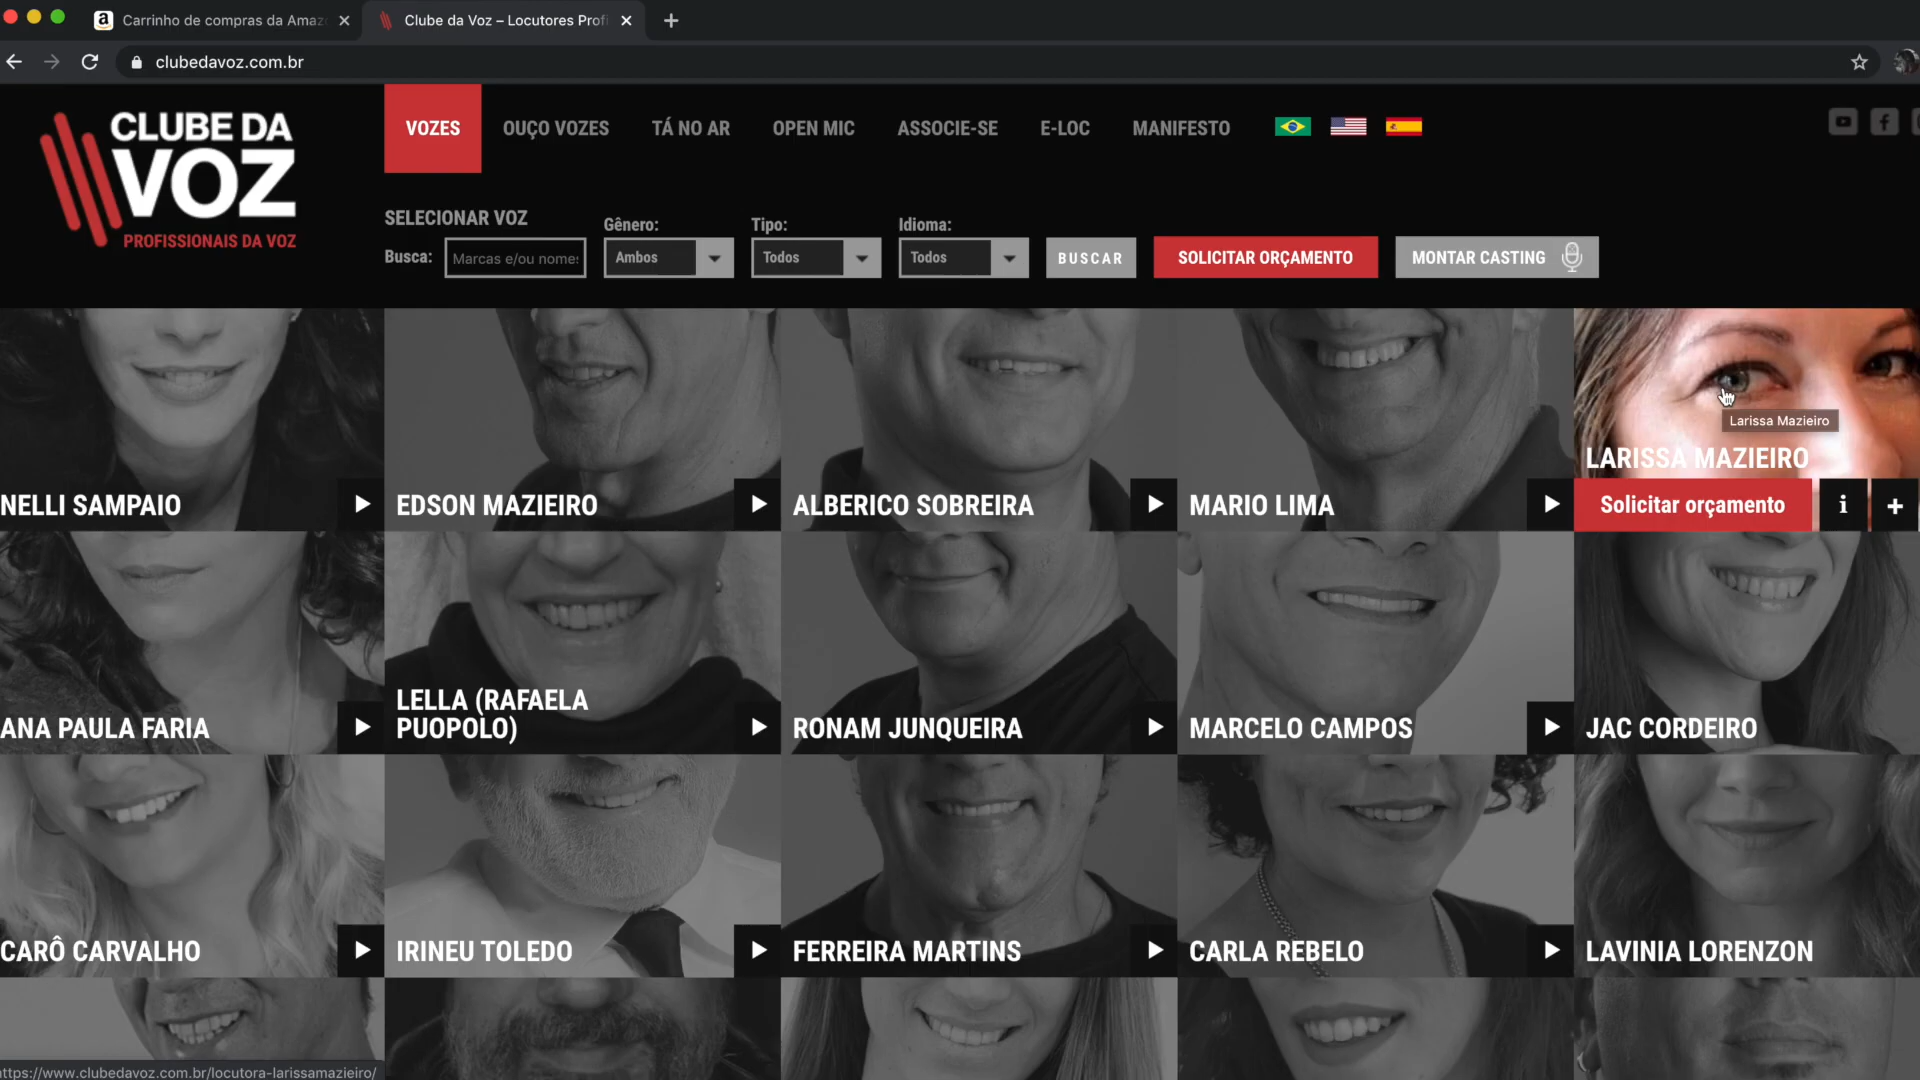 Carrinho de compras da Amaz
Clube da Voz – Locutores Profi
clubedavoz.com.br
CLUBE DA
VOZ
PROFISSIONAIS DA VOZ
VOZES
OUÇO VOZES
TÁ NO AR
OPEN MIC
ASSOCIE-SE
E-LOC
MANIFESTO
SELECIONAR VOZ
Busca:
Marcas e/ou nomes
Gênero:
Ambos
Tipo:
Todos
Idioma:
Todos
BUSCAR
SOLICITAR ORÇAMENTO
MONTAR CASTING
NELLI SAMPAIO
EDSON MAZIEIRO
ALBERICO SOBREIRA
MARIO LIMA
Larissa Mazieiro
LARISSA MAZIEIRO
Solicitar orçamento
i
+
ANA PAULA FARIA
LELLA (RAFAELA
PUOPOLO)
RONAM JUNQUEIRA
MARCELO CAMPOS
JAC CORDEIRO
CARÔ CARVALHO
IRINEU TOLEDO
FERREIRA MARTINS
CARLA REBELO
LAVINIA LORENZON
ttps://www.clubedavoz.com.br/locutora-larissamazieiro/